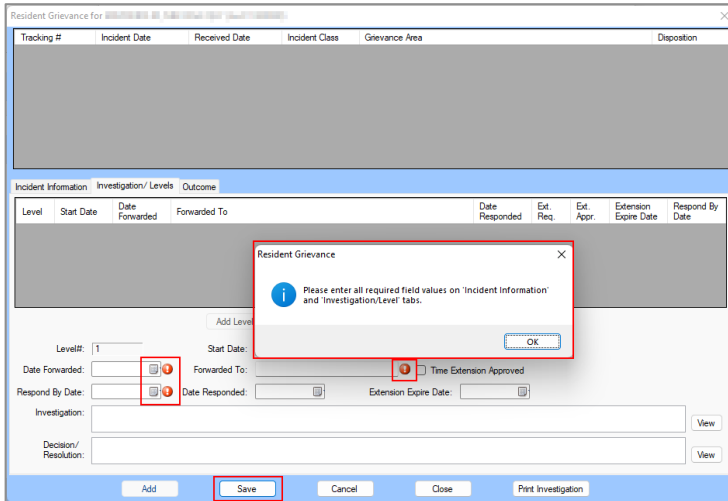 Resident Grievance for
Tracking # Incident Date Received Date Incident Class Grievance Area Disposition
Incident Information Investigation/ Levels Outcome
Level Start Date Date Forwarded Forwarded To Date Responded Ext. Req. Ext. Appr. Extension Expire Date Respond By Date
Resident Grievance
Please enter all required field values on 'Incident Information'
and 'Investigation/Level' tabs.
OK
Add Level
Level#: 1 Start Date:
Date Forwarded: Forwarded To: Time Extension Approved
Respond By Date: Date Responded: Extension Expire Date:
Investigation:
View
Decision/
Resolution:
View
Add Save Cancel Close Print Investigation